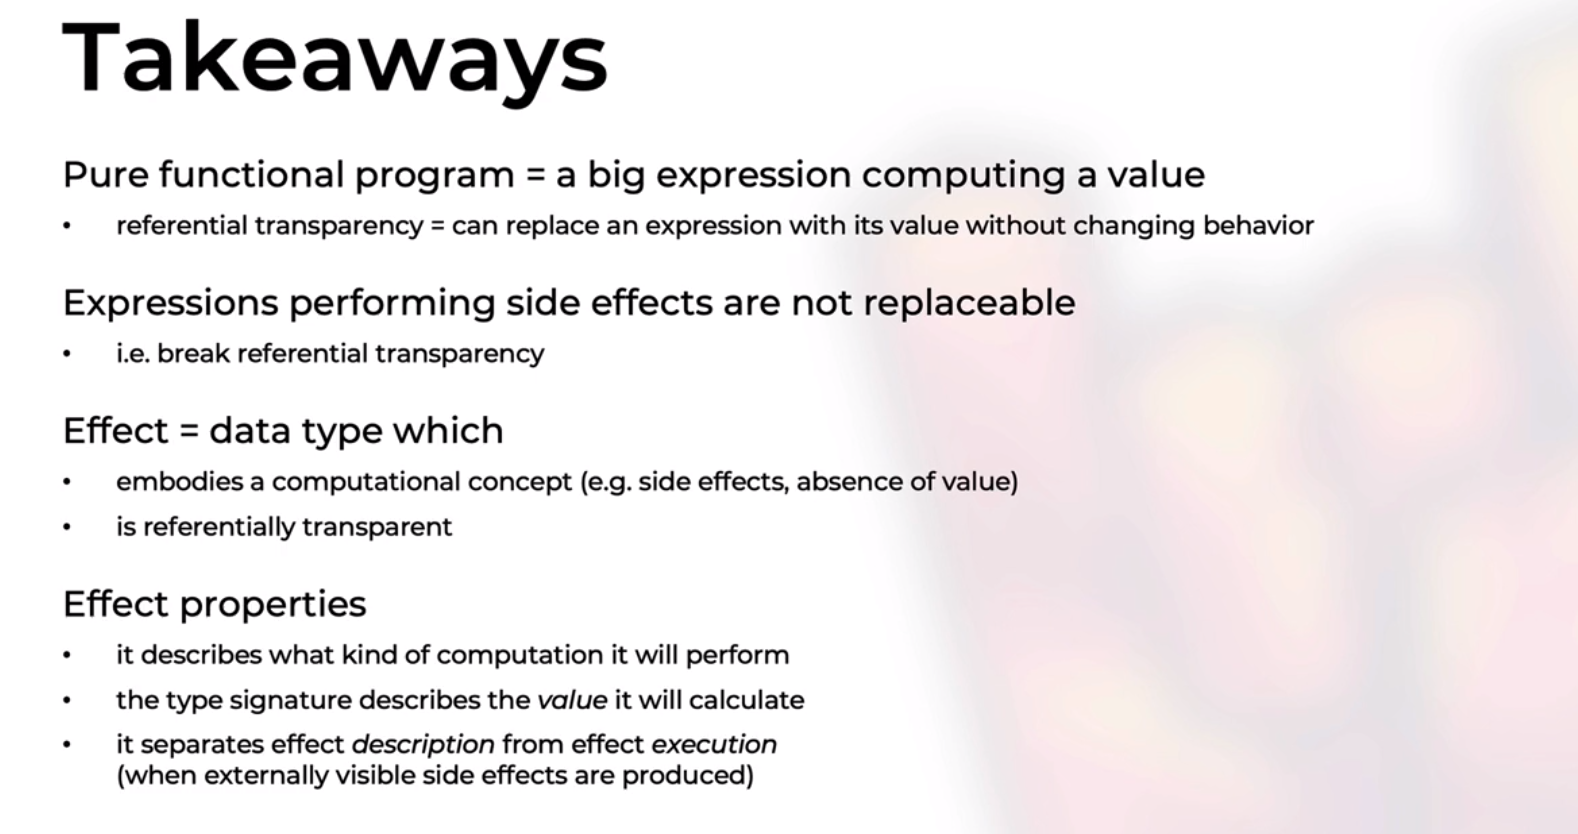 Takeaways
Pure functional program = a big expression computing a value
• referential transparency = can replace an expression with its value without changing behavior
Expressions performing side effects are not replaceable
• i.e. break referential transparency
Effect = data type which
• embodies a computational concept (e.g. side effects, absence of value)
• is referentially transparent
Effect properties
• it describes what kind of computation it will perform
• the type signature describes the value it will calculate
• it separates effect description from effect execution
(when externally visible side effects are produced)